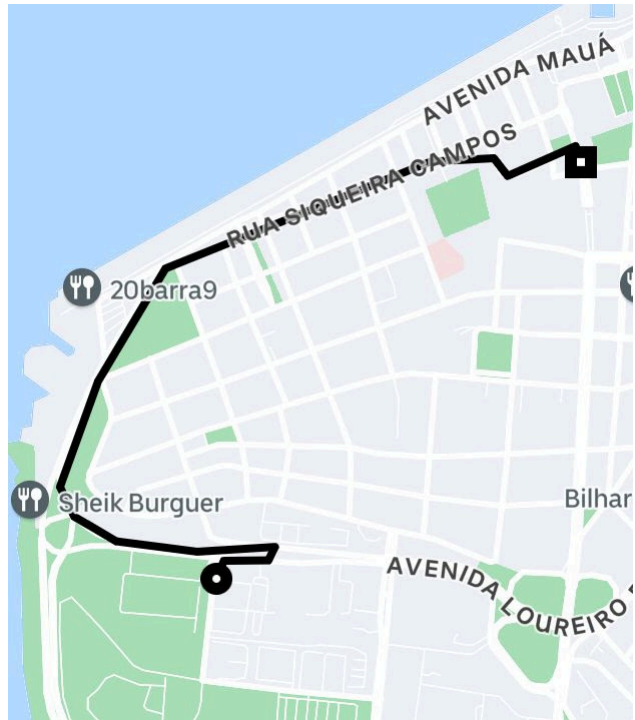 AVENIDA MAUÁ
RUA SIQUEIRA CAMPOS
20barra9
Sheik Burguer
Bilhar
AVENIDA LOUREIRO